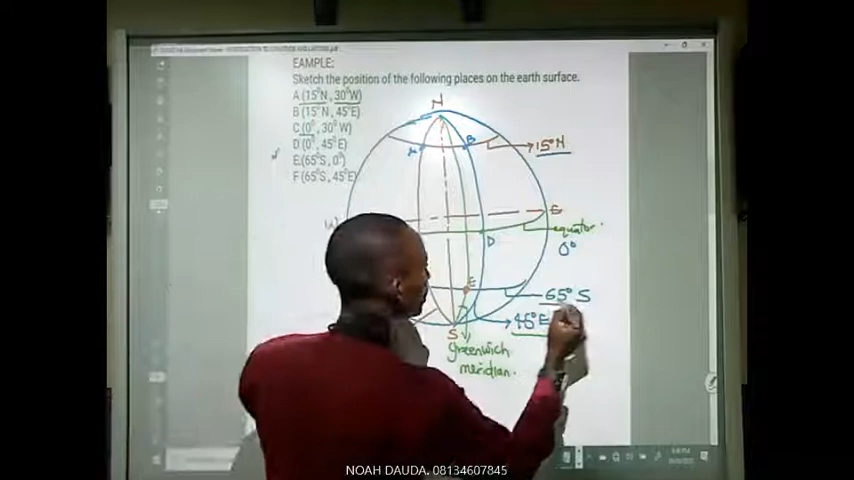 EAMPLE:
Sketch the position of the following places on the earth surface.
A (15°N, 30°W)
B (15°N, 45°E)
C (0°, 30°W)
D (0°, 45°E)
E (65°S, 0°)
F (65°S, 45°E)
N
A
B
15°N
E
W
equator
0°
D
E
65°S
45°E
S
greenwich
meridian.
NOAH DAUDA. 08134607845